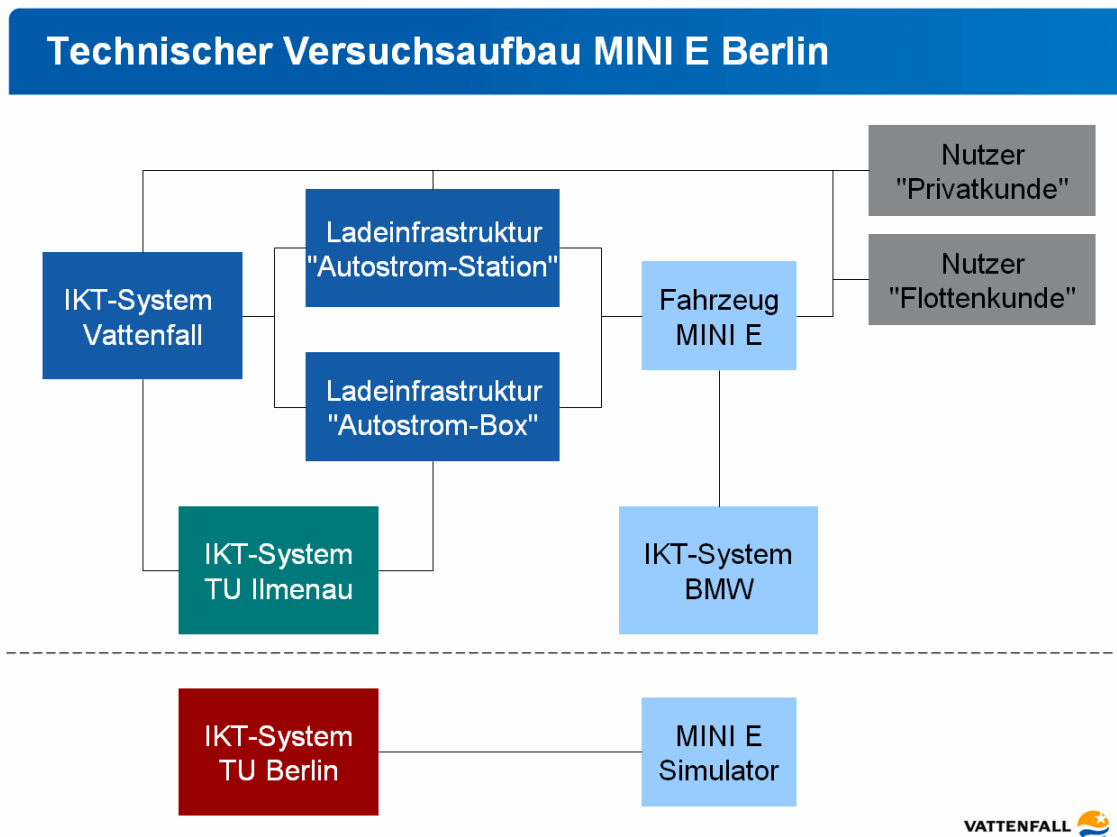 Technischer Versuchsaufbau MINI E Berlin
Nutzer
"Privatkunde"
Ladeinfrastruktur
"Autostrom-Station"
Nutzer
"Flottenkunde"
IKT-System
Vattenfall
Fahrzeug
MINI E
Ladeinfrastruktur
"Autostrom-Box"
IKT-System
TU Ilmenau
IKT-System
BMW
IKT-System
TU Berlin
MINI E
Simulator
VATTENFALL